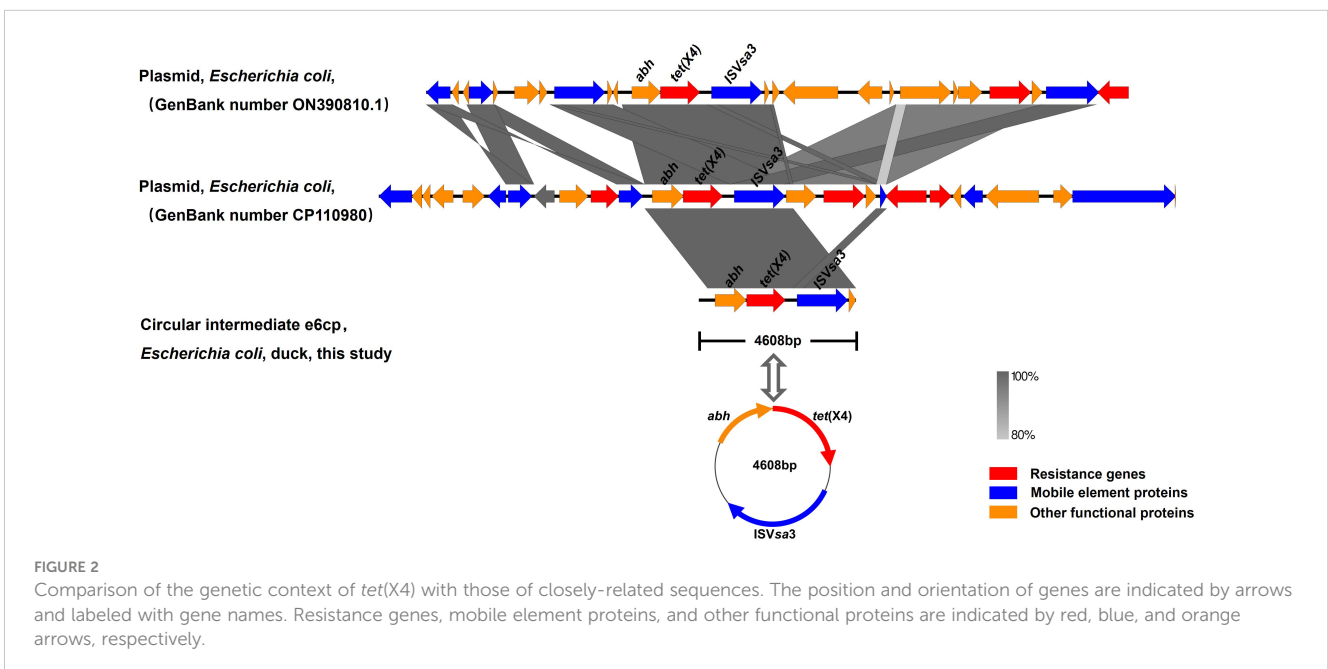 abh tet(X4) ISVsa3
Plasmid, Escherichia coli,
(GenBank number ON390810.1)
abh tet(X4) ISVsa3
Plasmid, Escherichia coli,
(GenBank number CP110980)
abh tet(X4) ISVsa3
Circular intermediate e6cp,
Escherichia coli, duck, this study
4608bp
abh
tet(X4)
4608bp
ISVsa3
100%
80%
Resistance genes
Mobile element proteins
Other functional proteins
FIGURE 2
Comparison of the genetic context of tet(X4) with those of closely-related sequences. The position and orientation of genes are indicated by arrows
and labeled with gene names. Resistance genes, mobile element proteins, and other functional proteins are indicated by red, blue, and orange
arrows, respectively.